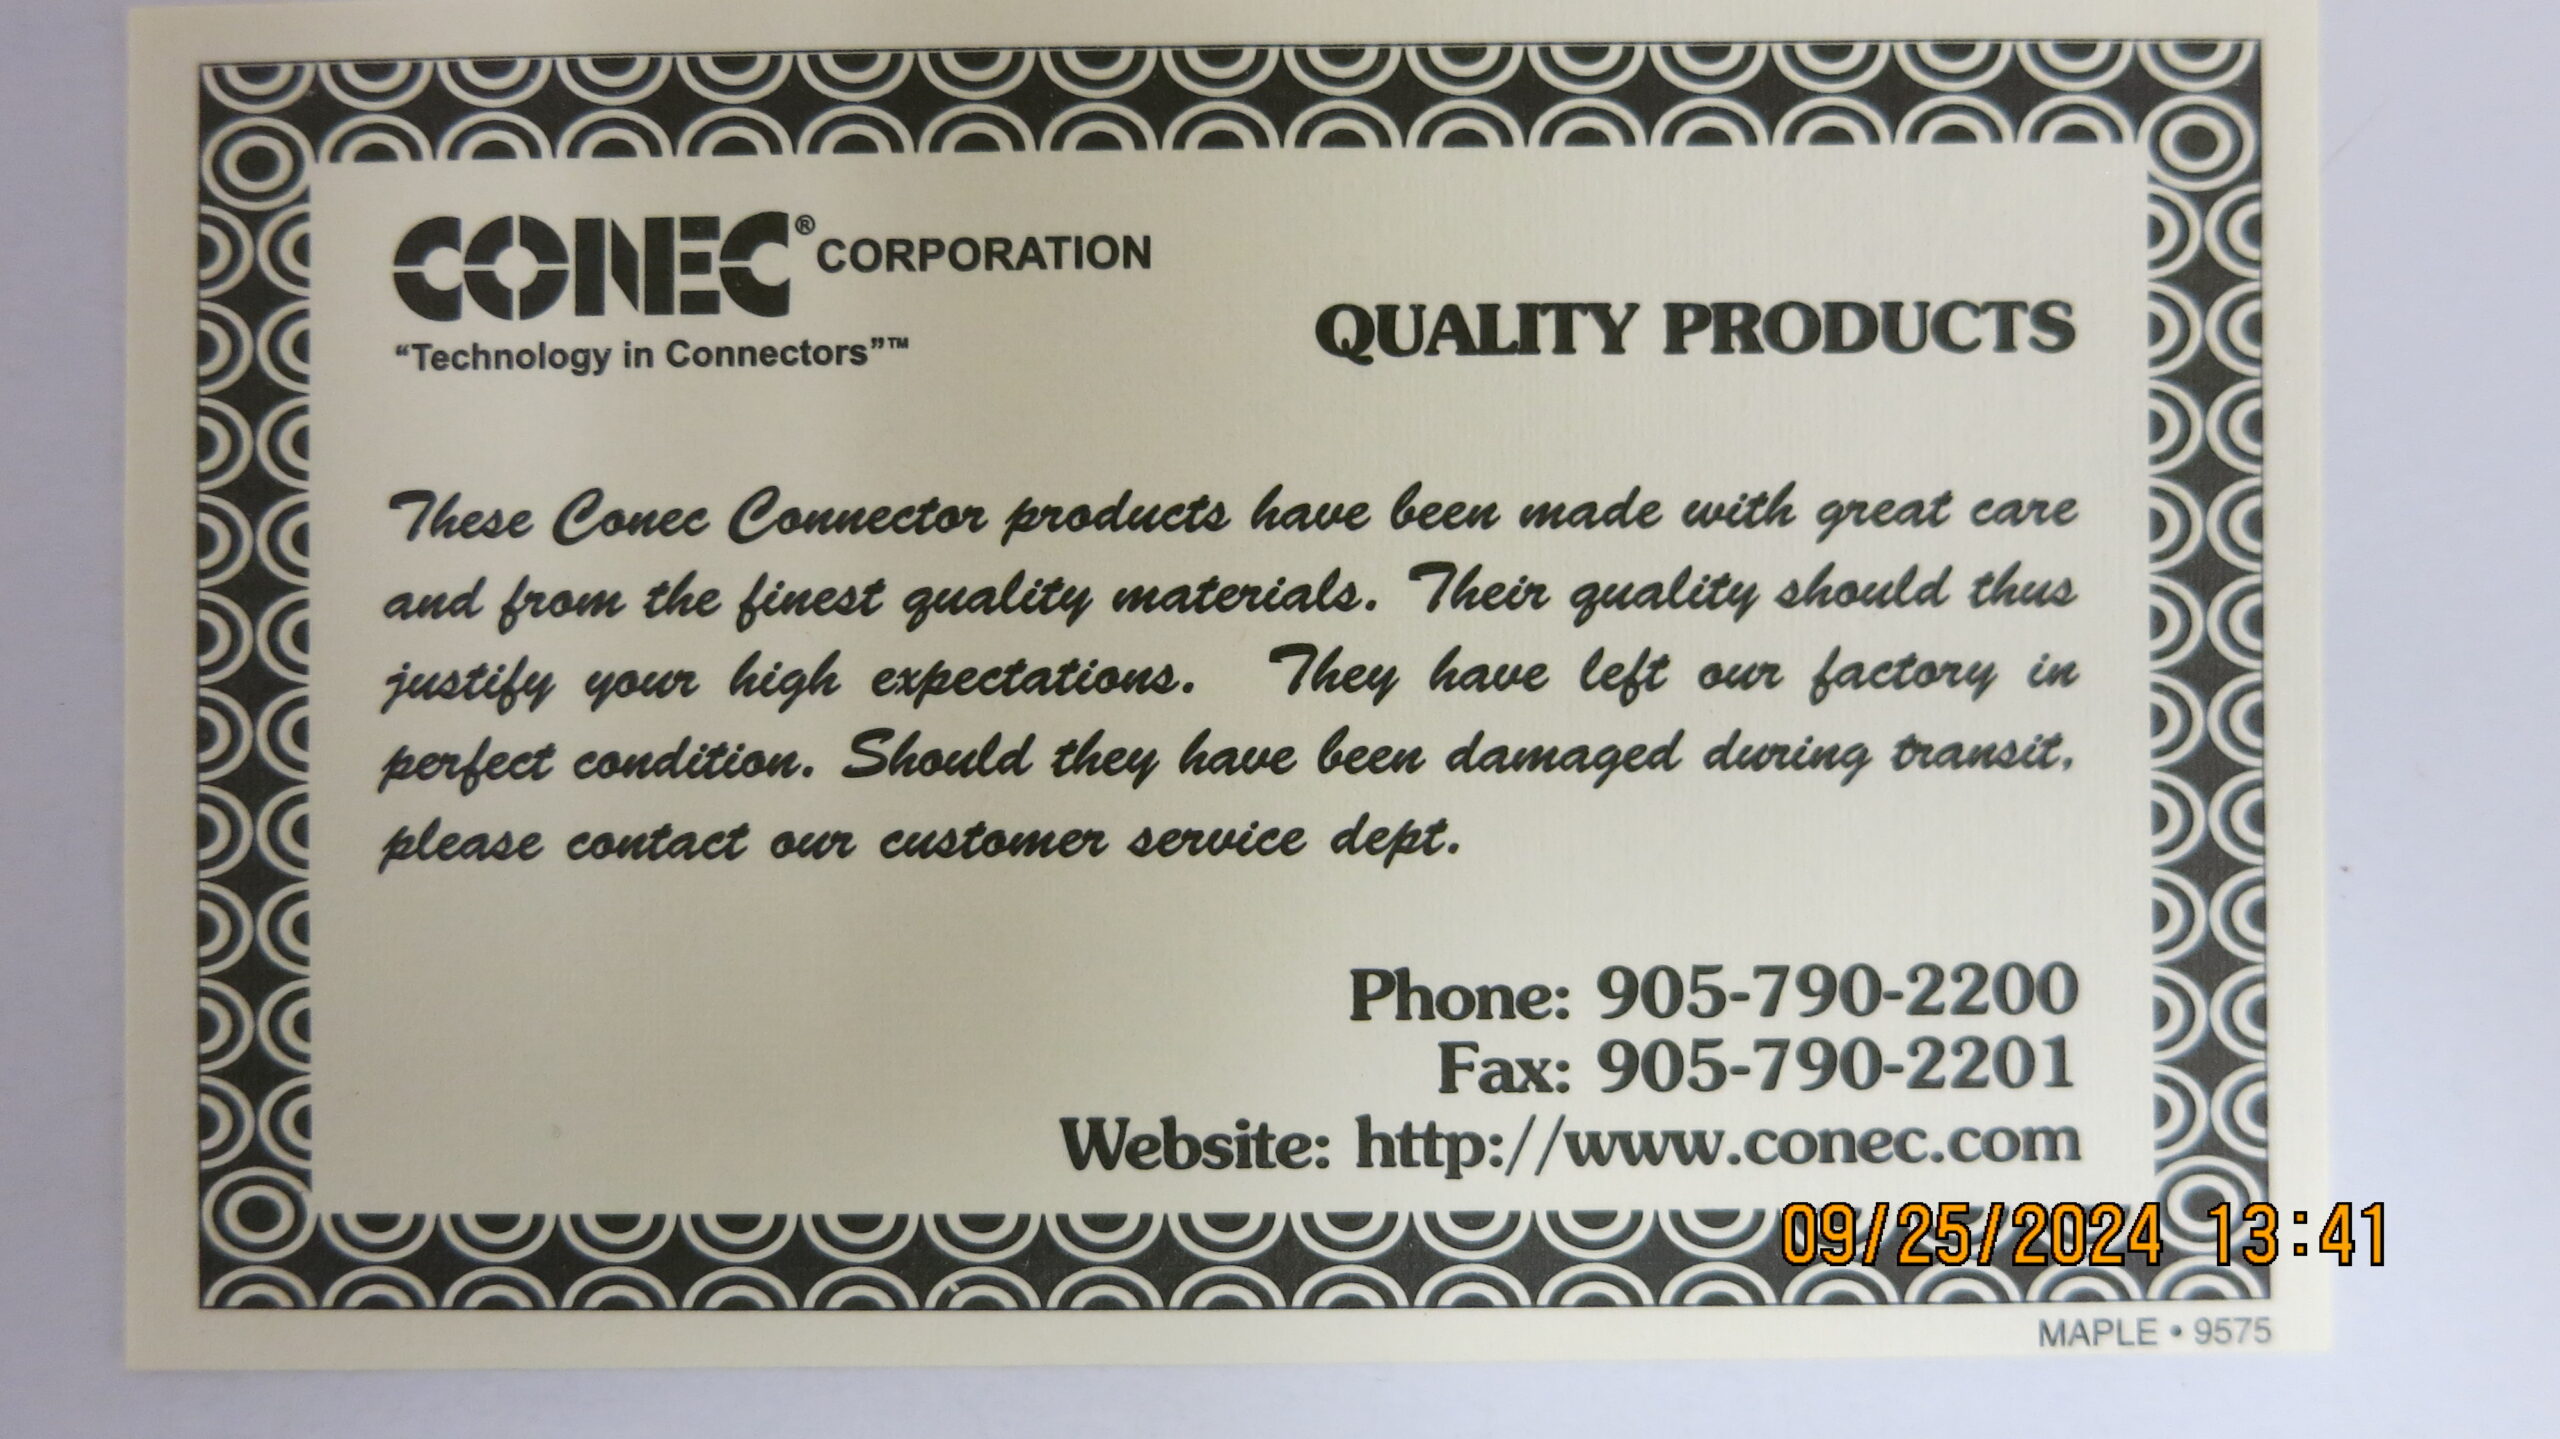 CONEC® CORPORATION
"Technology in Connectors"™
QUALITY PRODUCTS
These Conec Connector products have been made with great care
and from the finest quality materials. Their quality should thus
justify your high expectations. They have left our factory in
perfect condition. Should they have been damaged during transit,
please contact our customer service dept.
Phone: 905-790-2200
Fax: 905-790-2201
Website: http://www.conec.com
09/25/2024 13:41
MAPLE • 9575